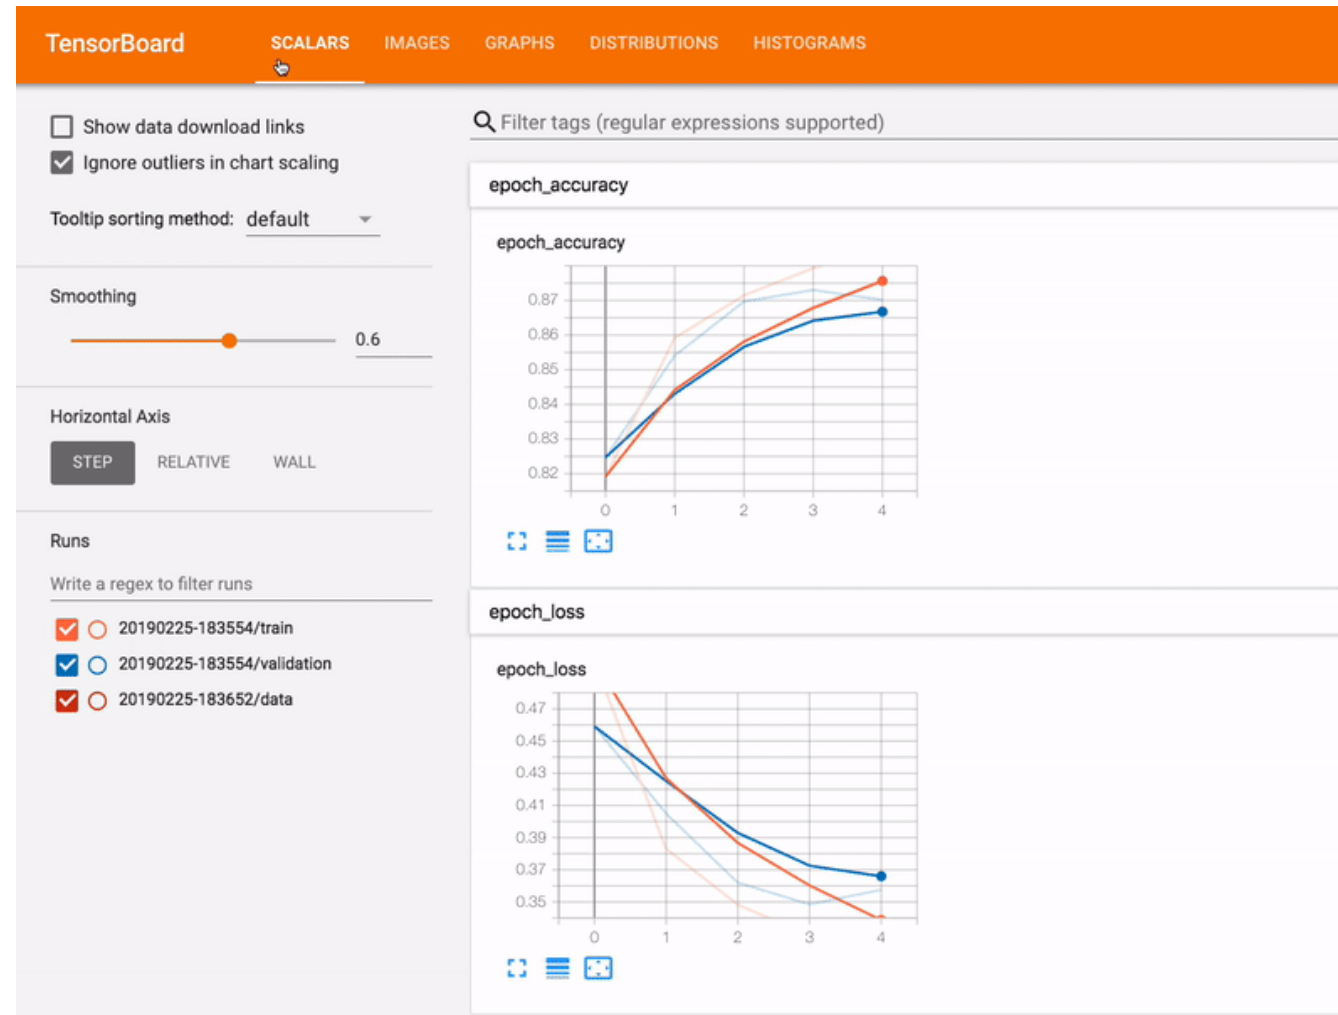 TensorBoard SCALARS IMAGES GRAPHS DISTRIBUTIONS HISTOGRAMS
Show data download links
Ignore outliers in chart scaling
Tooltip sorting method: default
Smoothing
0.6
Horizontal Axis
STEP RELATIVE WALL
Runs
Write a regex to filter runs
20190225-183554/train
20190225-183554/validation
20190225-183652/data
Filter tags (regular expressions supported)
epoch_accuracy
epoch_accuracy
0.87
0.86
0.85
0.84
0.83
0.82
0 1 2 3 4
epoch_loss
epoch_loss
0.47
0.45
0.43
0.41
0.39
0.37
0.35
0 1 2 3 4